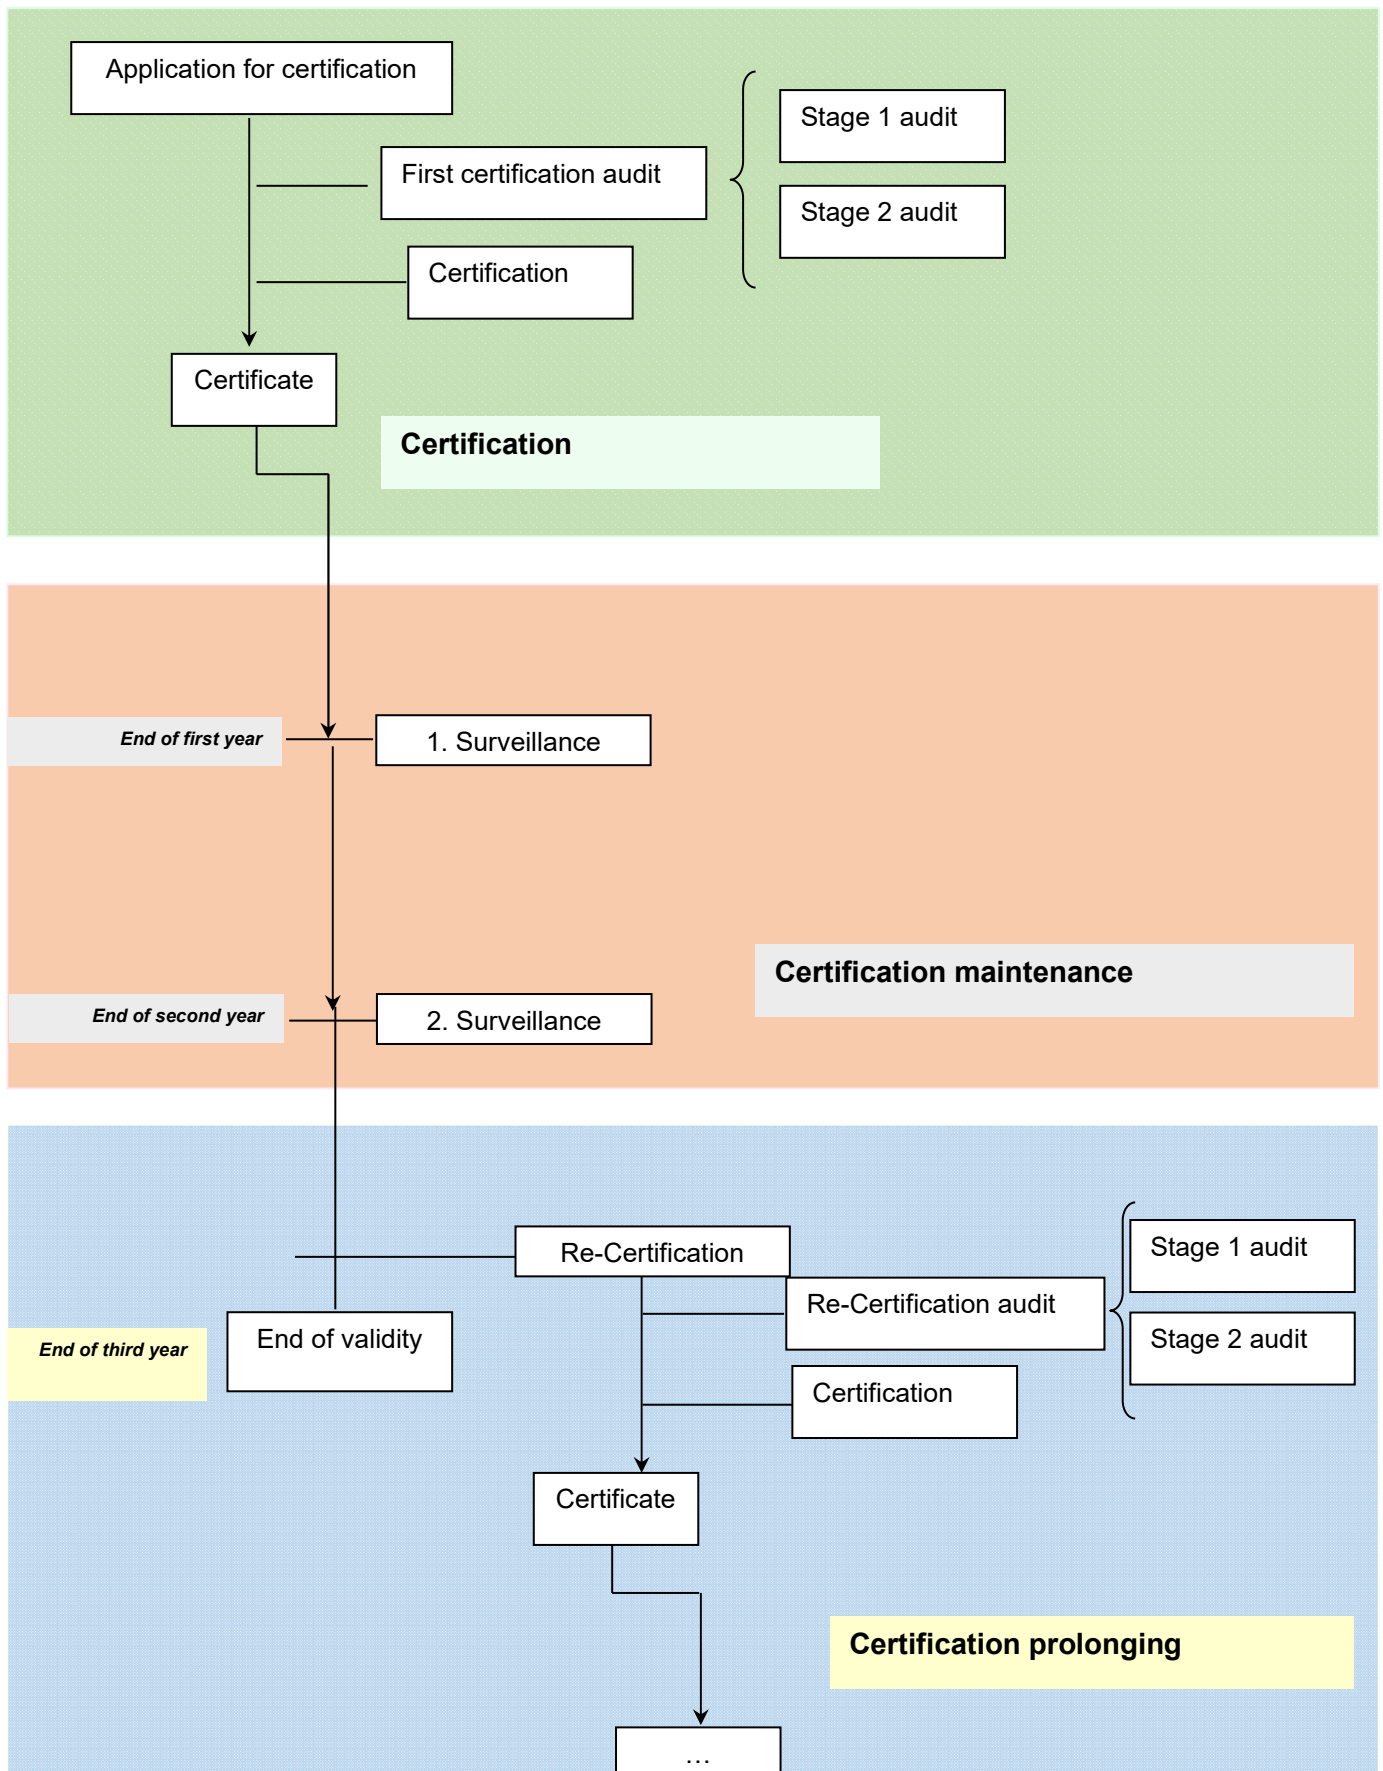 Application for certification
Stage 1 audit
First certification audit
Stage 2 audit
Certification
Certificate
Certification
End of first year
1. Surveillance
Certification maintenance
End of second year
2. Surveillance
Re-Certification
Stage 1 audit
Re-Certification audit
End of validity
Stage 2 audit
End of third year
Certification
Certificate
Certification prolonging
…